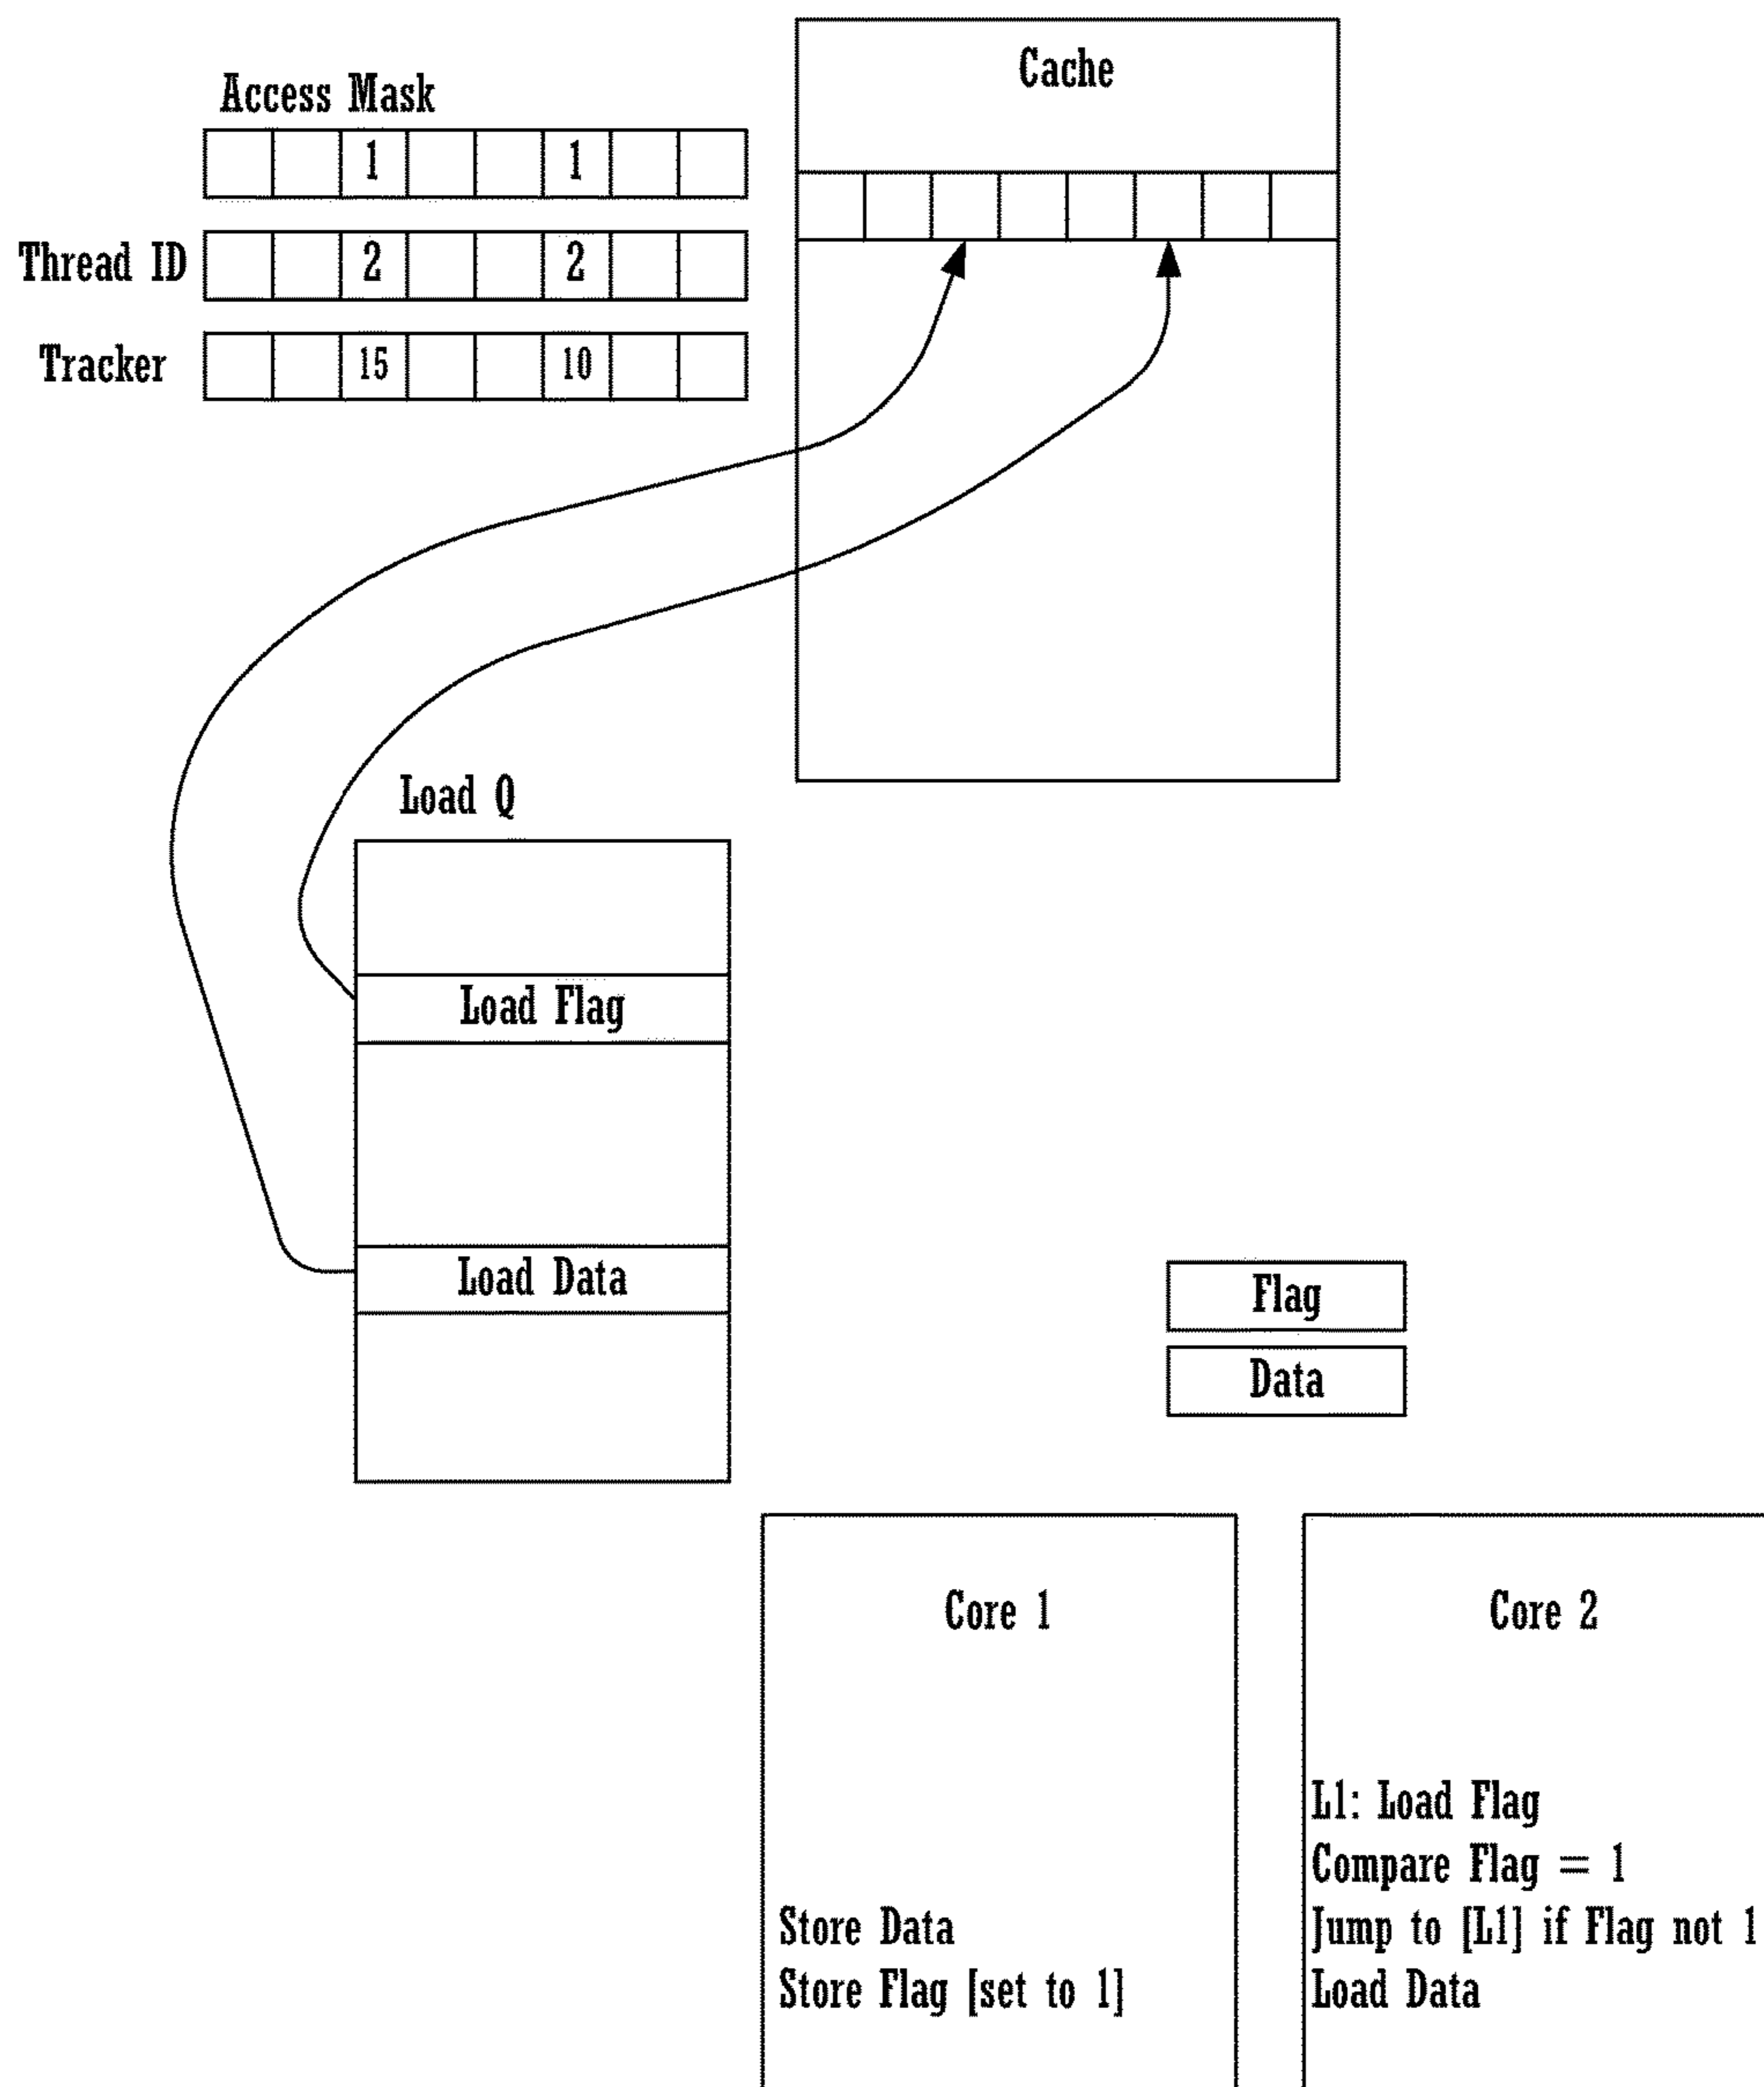 Cache
Access Mask
1 1
Thread ID 2 2
Tracker 15 10
Load Q
Load Flag
Load Data
Flag
Data
Core 1
Store Data
Store Flag [set to 1]
Core 2
L1: Load Flag
Compare Flag = 1
Jump to [L1] if Flag not 1
Load Data